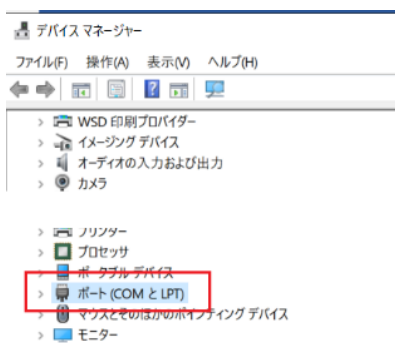 デバイス マネージャー
ファイル(F) 操作(A) 表示(V) ヘルプ(H)
WSD 印刷プロバイダー
イメージング デバイス
オーディオの入力および出力
カメラ
プリンター
プロセッサ
ポータブル デバイス
ポート (COM と LPT)
マウスとそのほかのポインティング デバイス
モニター